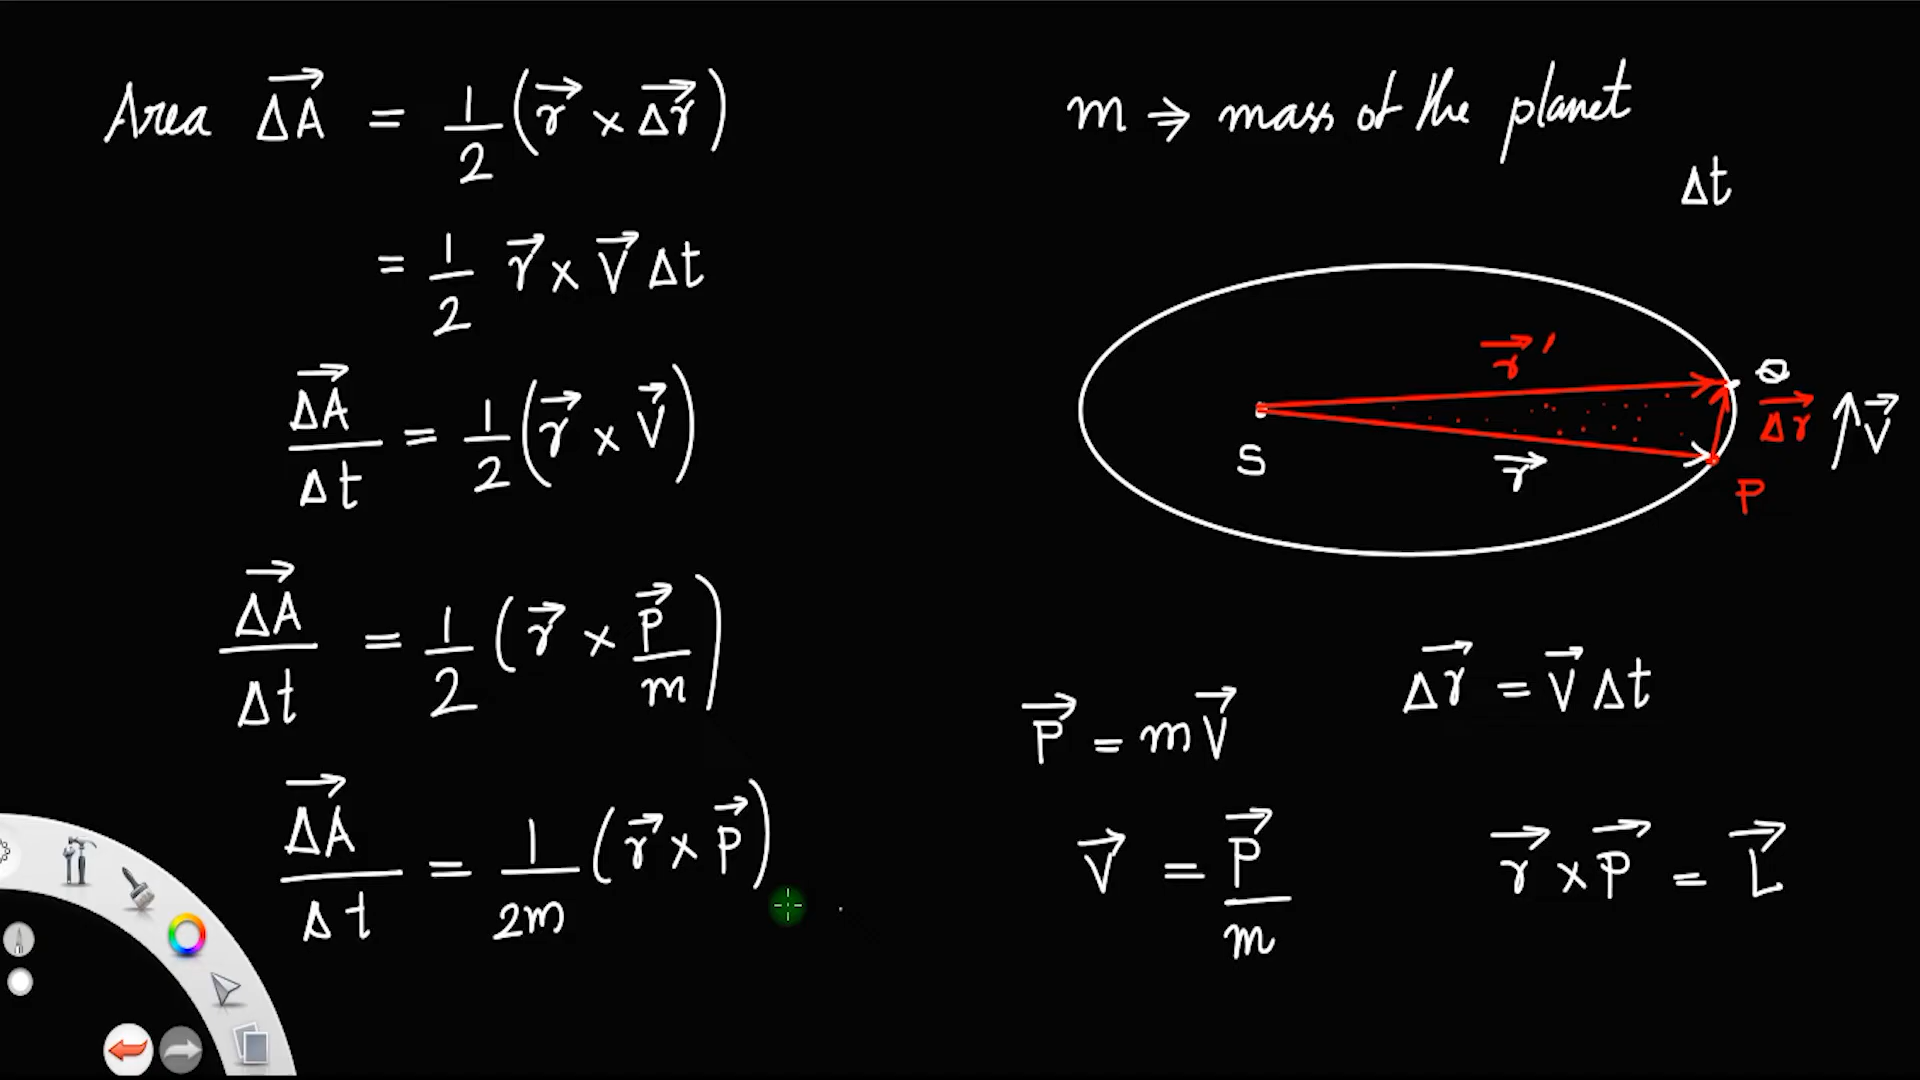 Area ΔA⃗ = 1/2 (r⃗ × Δr⃗)
= 1/2 r⃗ × V⃗ Δt
ΔA⃗/Δt = 1/2 (r⃗ × V⃗)
ΔA⃗/Δt = 1/2 (r⃗ × P⃗/m)
ΔA⃗/Δt = 1/2m (r⃗ × P⃗)
m → mass of the planet
Δt
r⃗′
Q
Δr⃗
V⃗
S
r⃗
P
Δr⃗ = V⃗ Δt
P⃗ = mV⃗
V⃗ = P⃗/m
r⃗ × P⃗ = L⃗